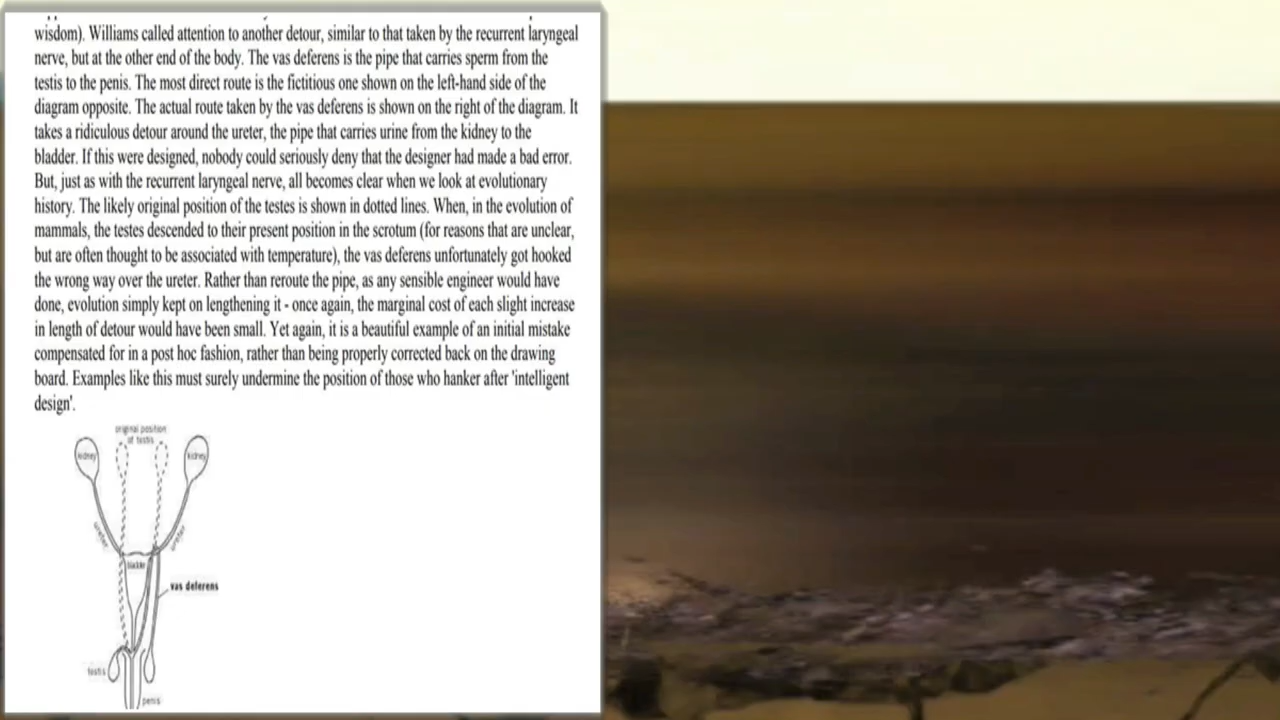 wisdom). Williams called attention to another detour, similar to that taken by the recurrent laryngeal
nerve, but at the other end of the body. The vas deferens is the pipe that carries sperm from the
testis to the penis. The most direct route is the fictitious one shown on the left-hand side of the
diagram opposite. The actual route taken by the vas deferens is shown on the right of the diagram. It
takes a ridiculous detour around the ureter, the pipe that carries urine from the kidney to the
bladder. If this were designed, nobody could seriously deny that the designer had made a bad error.
But, just as with the recurrent laryngeal nerve, all becomes clear when we look at evolutionary
history. The likely original position of the testes is shown in dotted lines. When, in the evolution of
mammals, the testes descended to their present position in the scrotum (for reasons that are unclear,
but are often thought to be associated with temperature), the vas deferens unfortunately got hooked
the wrong way over the ureter. Rather than reroute the pipe, as any sensible engineer would have
done, evolution simply kept on lengthening it - once again, the marginal cost of each slight increase
in length of detour would have been small. Yet again, it is a beautiful example of an initial mistake
compensated for in a post hoc fashion, rather than being properly corrected back on the drawing
board. Examples like this must surely undermine the position of those who hanker after 'intelligent
design'.
original position
of testis
kidney
kidney
ureter
ureter
bladder
vas deferens
testis
penis